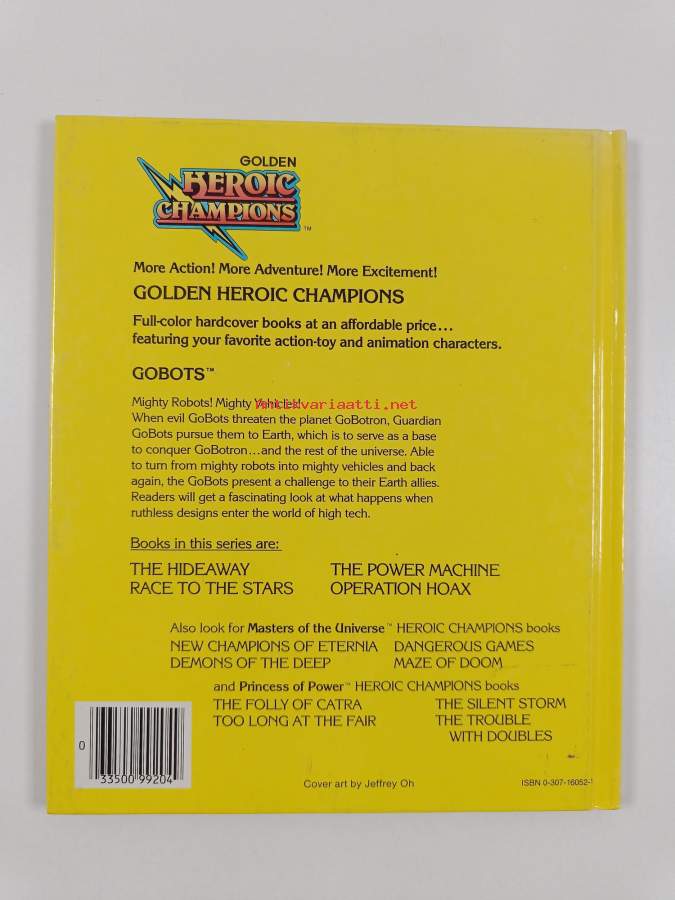 GOLDEN
HEROIC
CHAMPIONS
TM
More Action! More Adventure! More Excitement!
GOLDEN HEROIC CHAMPIONS
Full-color hardcover books at an affordable price...
featuring your favorite action-toy and animation characters.
GOBOTS™
Mighty Robots! Mighty Vehicles!
antikvariaatti.net
When evil GoBots threaten the planet GoBotron, Guardian
GoBots pursue them to Earth, which is to serve as a base
to conquer GoBotron...and the rest of the universe. Able
to turn from mighty robots into mighty vehicles and back
again, the GoBots present a challenge to their Earth allies.
Readers will get a fascinating look at what happens when
ruthless designs enter the world of high tech.
Books in this series are:
THE HIDEAWAY THE POWER MACHINE
RACE TO THE STARS OPERATION HOAX
Also look for Masters of the Universe™ HEROIC CHAMPIONS books
NEW CHAMPIONS OF ETERNIA DANGEROUS GAMES
DEMONS OF THE DEEP MAZE OF DOOM
and Princess of Power™ HEROIC CHAMPIONS books
THE FOLLY OF CATRA THE SILENT STORM
TOO LONG AT THE FAIR THE TROUBLE
WITH DOUBLES
0
33500 99204
Cover art by Jeffrey Oh
ISBN 0-307-16052-